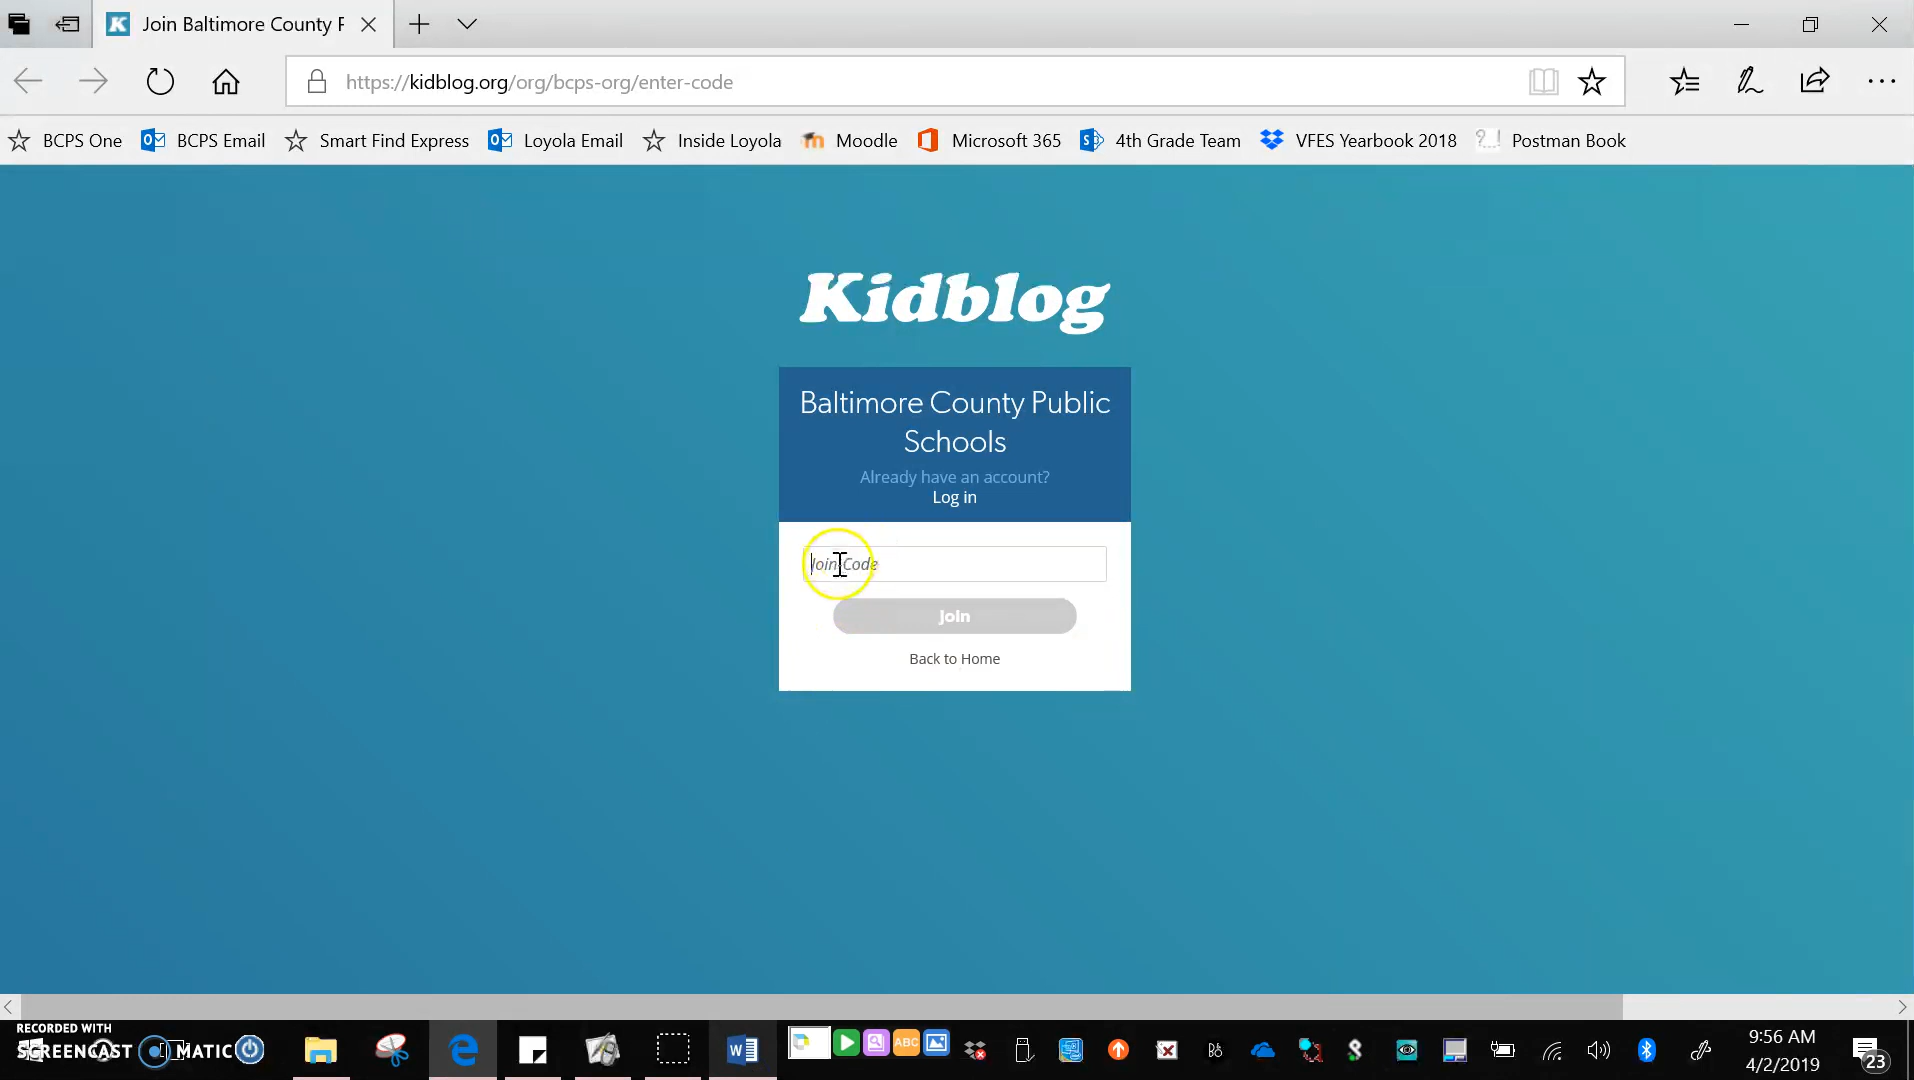 Join Baltimore County P
https://kidblog.org/org/bcps-org/enter-code
BCPS One BCPS Email Smart Find Express Loyola Email Inside Loyola Moodle Microsoft 365 4th Grade Team VFES Yearbook 2018 Postman Book
Kidblog
Baltimore County Public
Schools
Already have an account?
Log in
Join Code
Join
Back to Home
RECORDED WITH
SCREENCAST MATIC
ABC
9:56 AM
4/2/2019
23